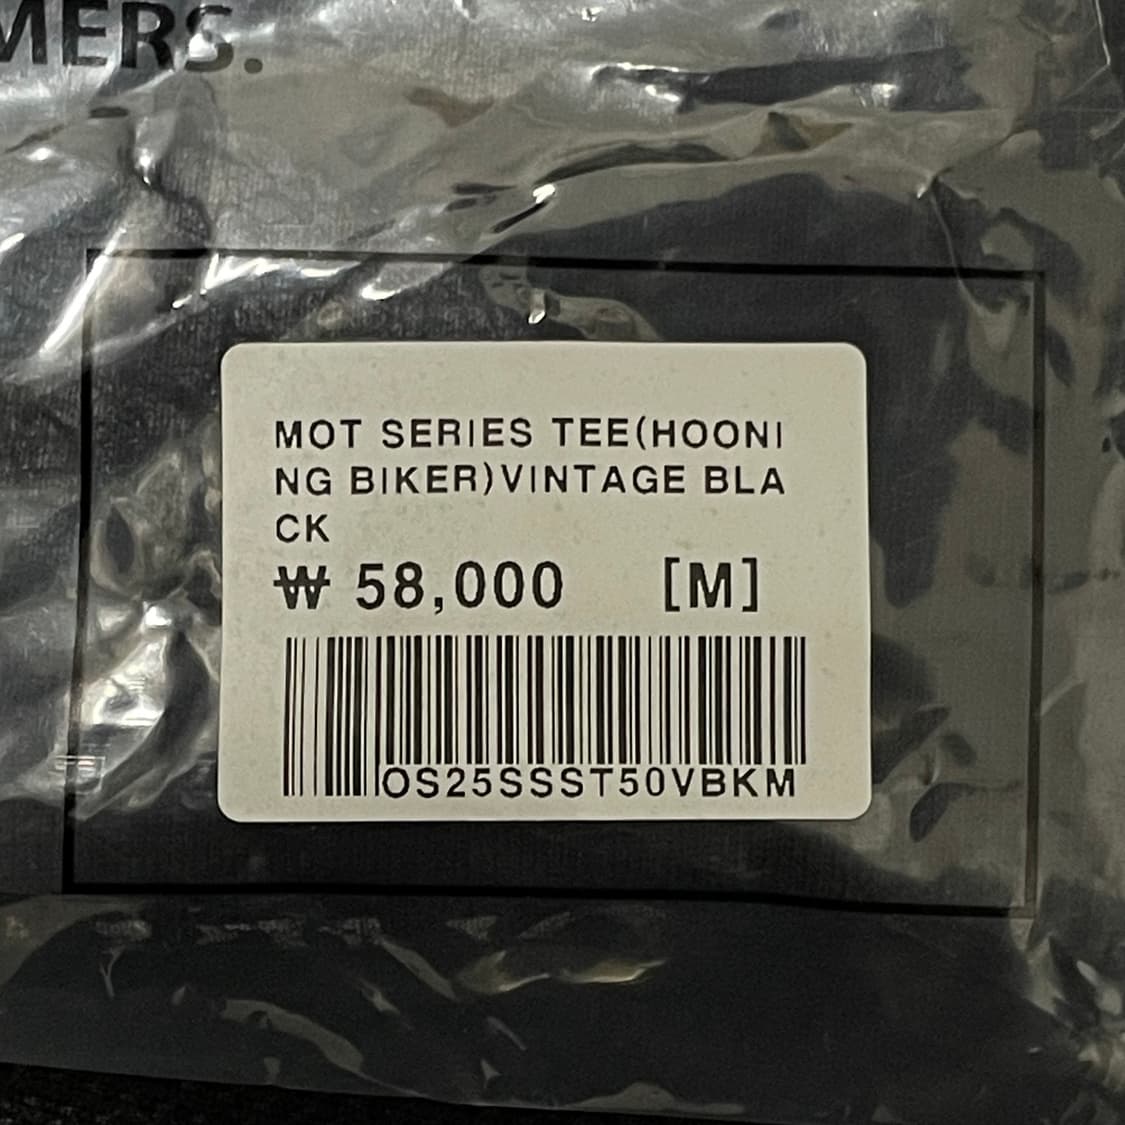 MERS.
MOT SERIES TEE(HOONI
NG BIKER)VINTAGE BLA
CK
₩ 58,000 [M]
OS25SSST50VBKM